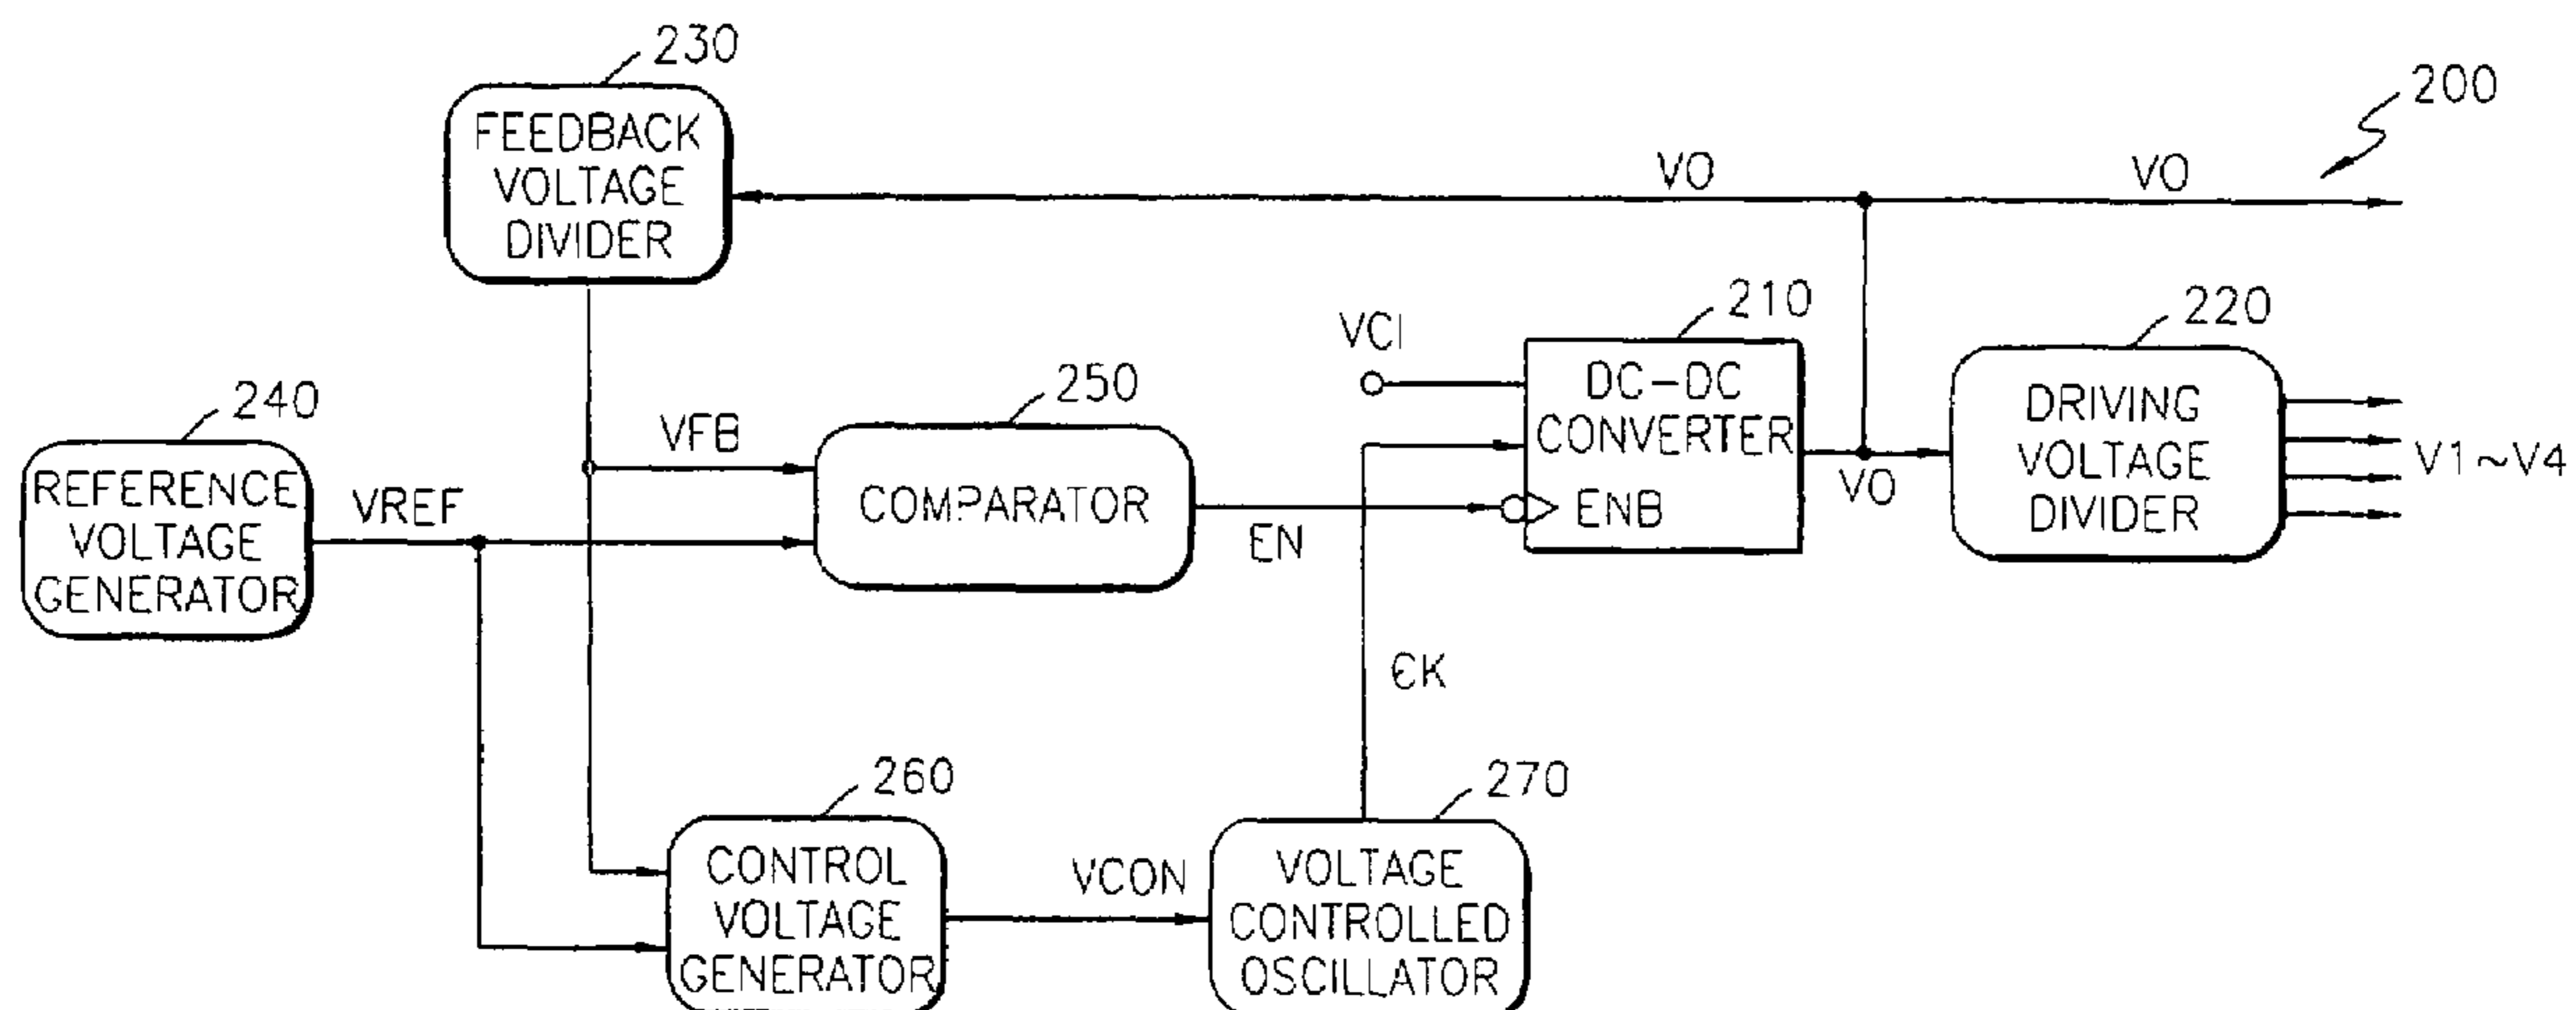 230
FEEDBACK
VOLTAGE
DIVIDER
200
VO
VO
210
VCI
DC-DC
CONVERTER
ENB
220
DRIVING
VOLTAGE
DIVIDER
V1~V4
VO
240
REFERENCE
VOLTAGE
GENERATOR
VREF
VFB
250
COMPARATOR
EN
CK
260
CONTROL
VOLTAGE
GENERATOR
VCON
270
VOLTAGE
CONTROLLED
OSCILLATOR